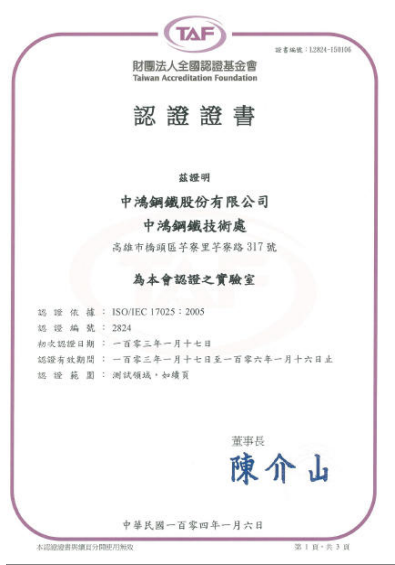 TAF
證書編號：L2824-150106
財團法人全國認證基金會
Taiwan Accreditation Foundation
認證證書
茲證明
中鴻鋼鐵股份有限公司
中鴻鋼鐵技術處
高雄市橋頭區芋寮里芋寮路 317 號
為本會認證之實驗室
認證依據：ISO/IEC 17025：2005
認證編號：2824
初次認證日期：一百零三年一月十七日
認證有效期間：一百零三年一月十七日至一百零六年一月十六日止
認證範圍：測試領域，如續頁
董事長
陳介山
中華民國一百零四年一月六日
本認證證書與續頁分開使用無效
第 1 頁，共 3 頁